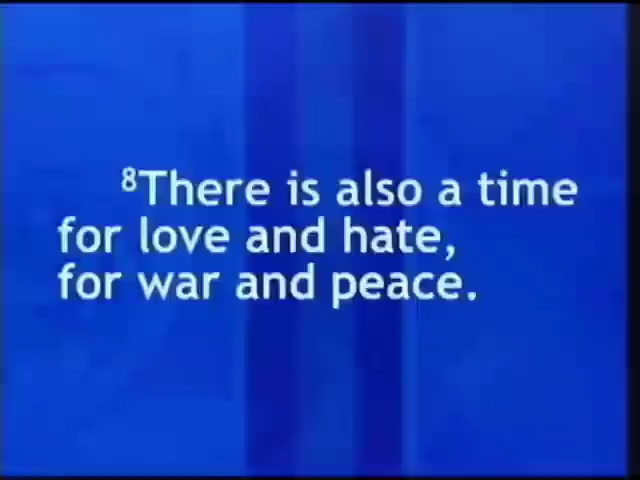 ⁸There is also a time
for love and hate,
for war and peace.